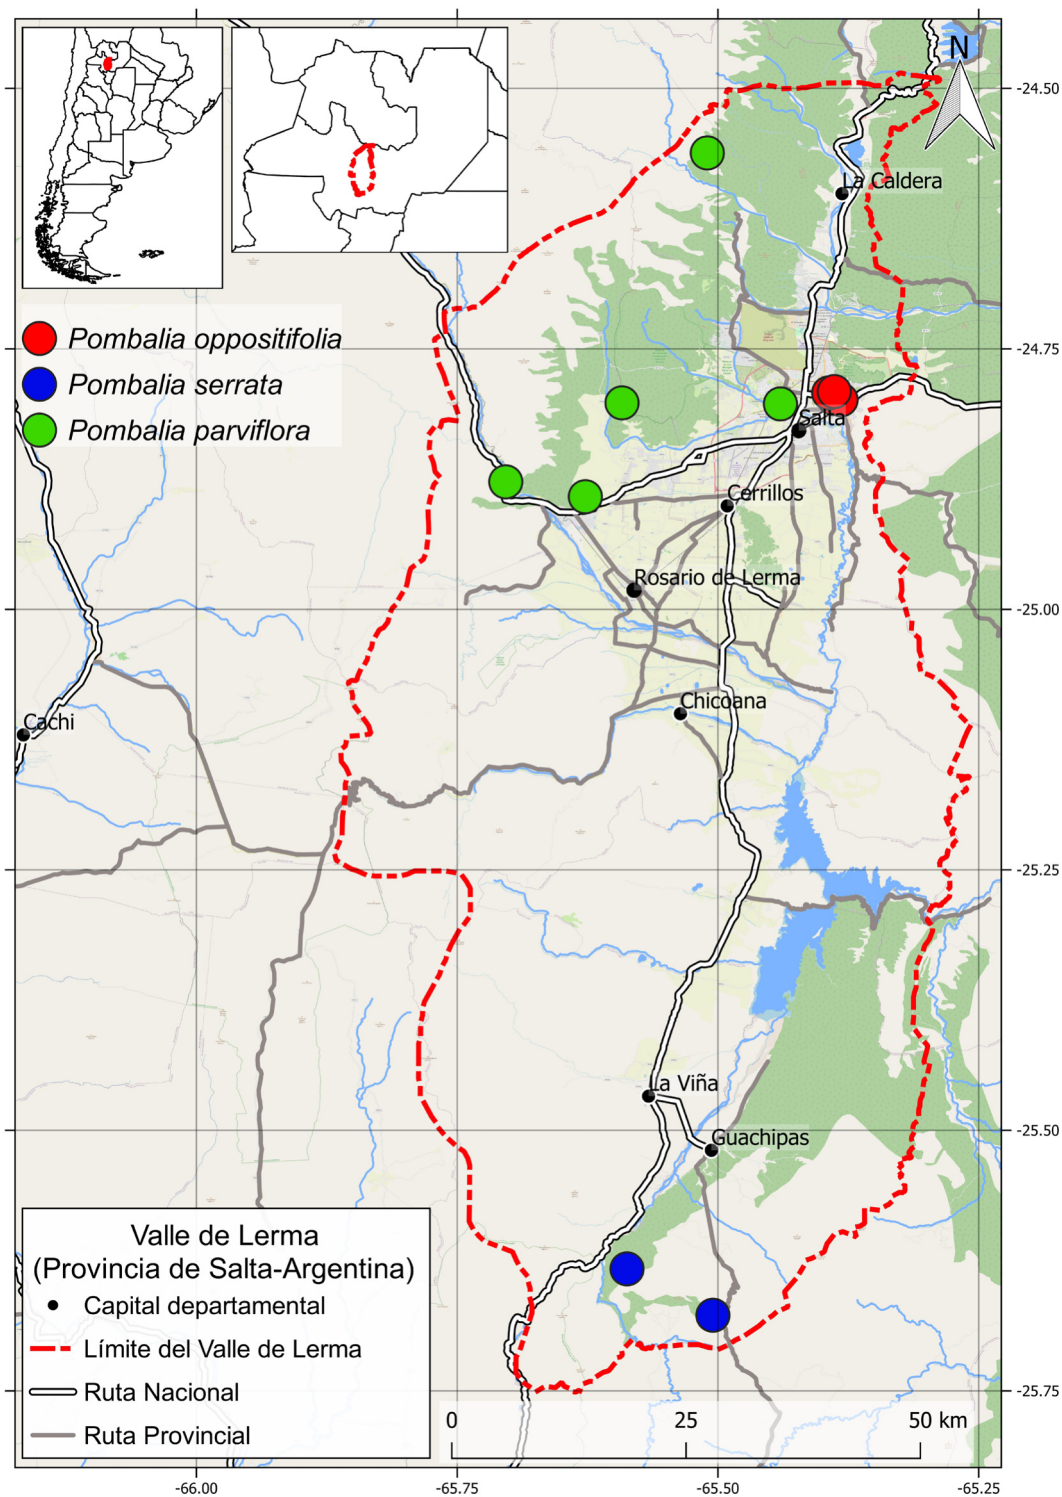 N
-24.50
La Caldera
Pombalia oppositifolia
-24.75
Pombalia serrata
Pombalia parviflora
Salta
Cerrillos
Rosario de Lerma
-25.00
Chicoana
Cachi
-25.25
La Viña
-25.50
Guachipas
Valle de Lerma
(Provincia de Salta-Argentina)
Capital departamental
Límite del Valle de Lerma
Ruta Nacional
Ruta Provincial
-25.75
0 25 50 km
-66.00 -65.75 -65.50 -65.25